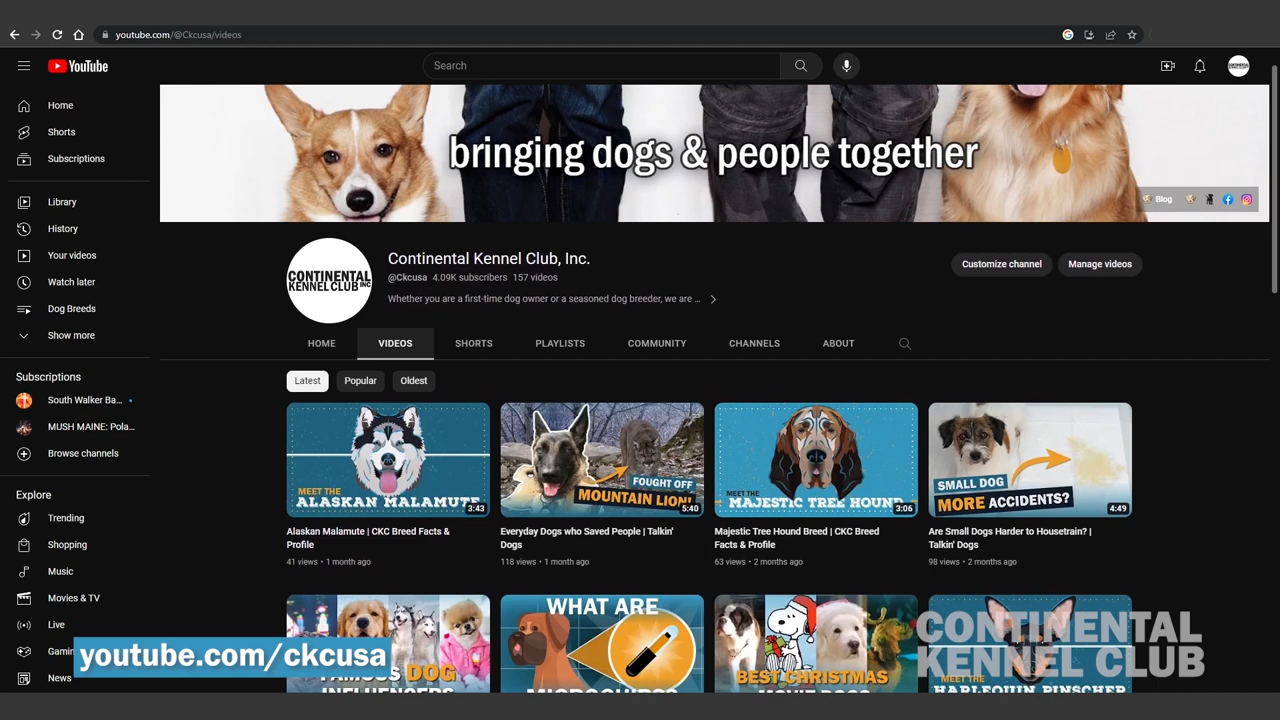 youtube.com/@Ckcusa/videos
YouTube
Search
Home
Shorts
Subscriptions
Library
History
Your videos
Watch later
Dog Breeds
Show more
Subscriptions
South Walker Ba...
MUSH MAINE: Pola...
Browse channels
Explore
Trending
Shopping
Music
Movies & TV
Live
Gamin
News
bringing dogs & people together
Blog
CONTINENTAL
KENNEL CLUB INC
Continental Kennel Club, Inc.
@Ckcusa 4.09K subscribers 157 videos
Whether you are a first-time dog owner or a seasoned dog breeder, we are ...
Customize channel
Manage videos
HOME VIDEOS SHORTS PLAYLISTS COMMUNITY CHANNELS ABOUT
Latest Popular Oldest
MEET THE
ALASKAN MALAMUTE
3:43
Alaskan Malamute | CKC Breed Facts &
Profile
41 views • 1 month ago
FOUGHT OFF
MOUNTAIN LION!
5:40
Everyday Dogs who Saved People | Talkin'
Dogs
118 views • 1 month ago
MEET THE
MAJESTIC TREE HOUND
3:06
Majestic Tree Hound Breed | CKC Breed
Facts & Profile
63 views • 2 months ago
SMALL DOG
MORE ACCIDENTS?
4:49
Are Small Dogs Harder to Housetrain? |
Talkin' Dogs
98 views • 2 months ago
FAMOUS DOG
INFLUENCERS
WHAT ARE
MICROCHIPS
BEST CHRISTMAS
MOVIE DOGS
MEET THE
HARLEQUIN PINSCHER
youtube.com/ckcusa
CONTINENTAL
KENNEL CLUB